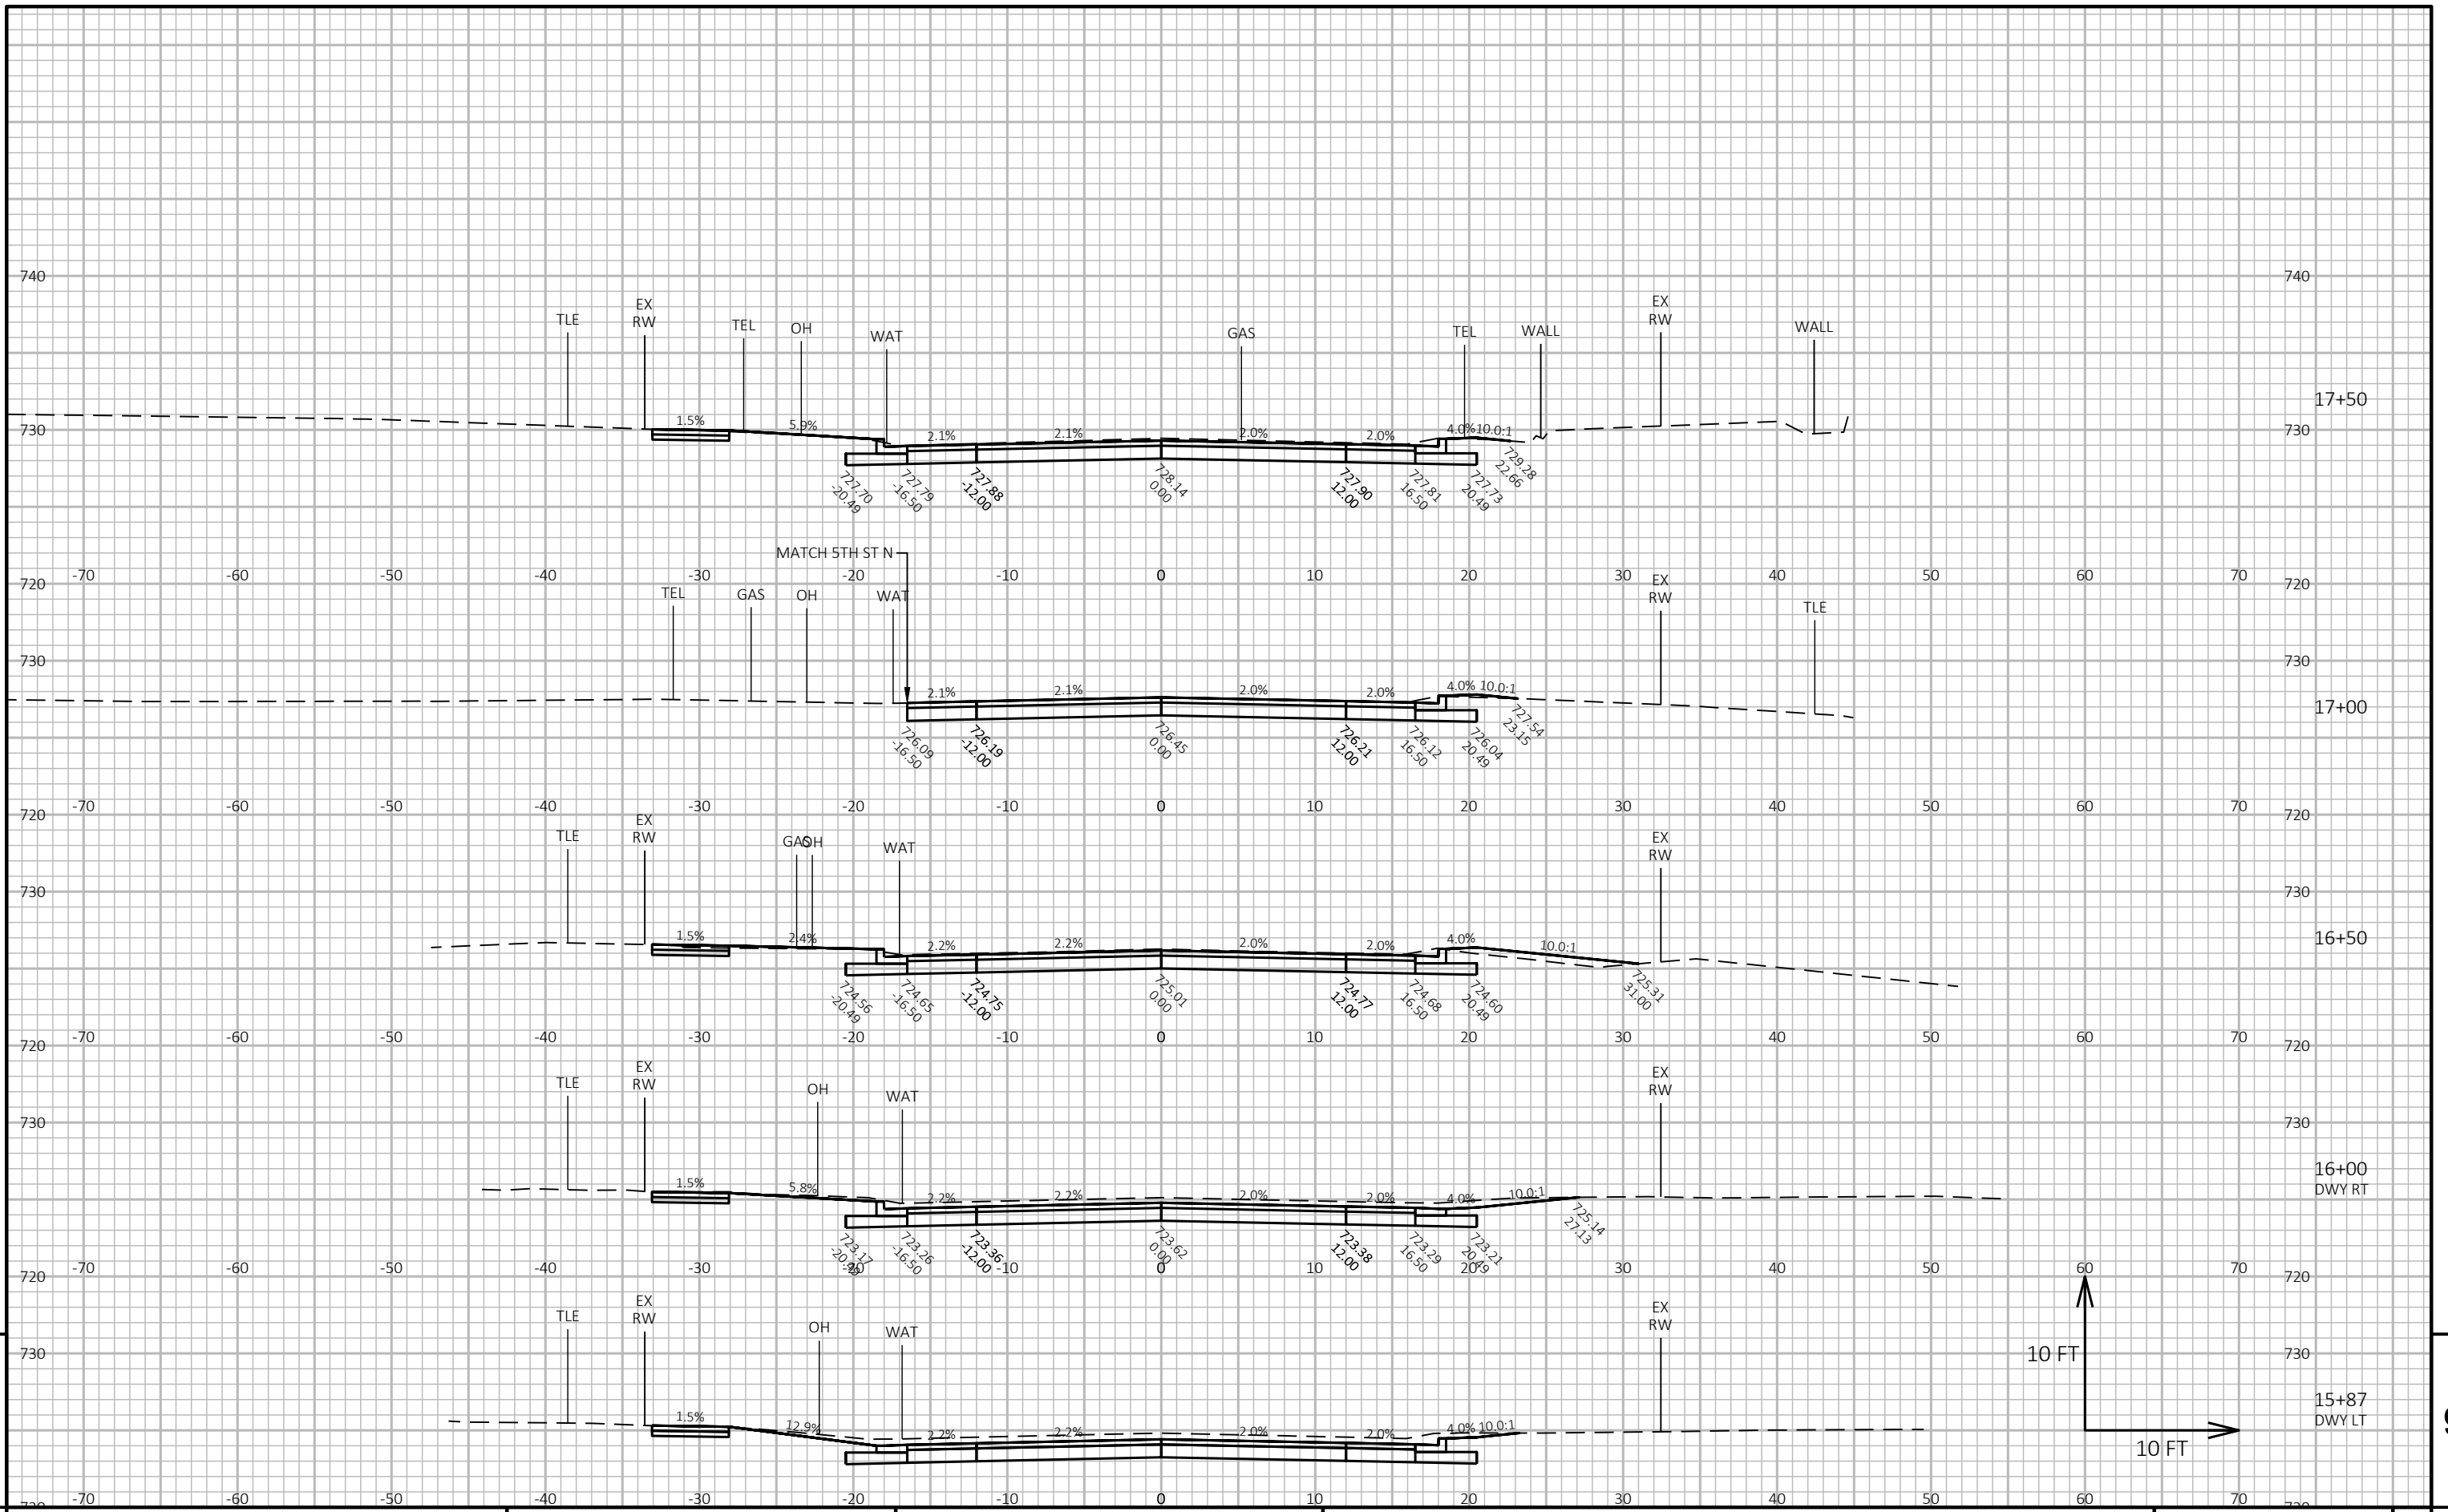 740 740
EX
RW
EX
RW
TLE TEL OH WAT GAS TEL WALL WALL
17+50
730 1.5% 5.9% 2.1% 2.1% 2.0% 2.0% 4.0% 10.0:1 730
727.70
-20.49
727.79
-16.50
727.88
-12.00
728.14
0.00
727.90
12.00
727.81
16.50
727.73
20.49
729.28
22.66
MATCH 5TH ST N
720 -70 -60 -50 -40 -30 -20 -10 0 10 20 30 40 50 60 70 720
EX
RW
TEL GAS OH WAT TLE
730 730
2.1% 2.1% 2.0% 2.0% 4.0% 10.0:1
17+00
726.09
-16.50
726.19
-12.00
726.45
0.00
726.21
12.00
726.12
16.50
726.04
20.49
727.54
23.15
720 -70 -60 -50 -40 -30 -20 -10 0 10 20 30 40 50 60 70 720
EX
RW
EX
RW
TLE GAS OH WAT
730 730
1.5% 2.4% 2.2% 2.2% 2.0% 2.0% 4.0% 10.0:1
16+50
724.56
-20.49
724.65
-16.50
724.75
-12.00
725.01
0.00
724.77
12.00
724.68
16.50
724.60
20.49
725.31
31.00
720 -70 -60 -50 -40 -30 -20 -10 0 10 20 30 40 50 60 70 720
EX
RW
EX
RW
TLE OH WAT
730 730
16+00
DWY RT
1.5% 5.8% 2.2% 2.2% 2.0% 2.0% 4.0% 10.0:1
723.17
-20.49
723.26
-16.50
723.36
-12.00
723.62
0.00
723.38
12.00
723.29
16.50
723.21
20.49
725.14
27.13
720 -70 -60 -50 -40 -30 -20 -10 0 10 20 30 40 50 60 70 720
EX
RW
EX
RW
TLE OH WAT
730 10 FT 730
15+87
DWY LT
1.5% 12.9% 2.2% 2.2% 2.0% 2.0% 4.0% 10.0:1
10 FT
-70 -60 -50 -40 -30 -20 -10 0 10 20 30 40 50 60 70